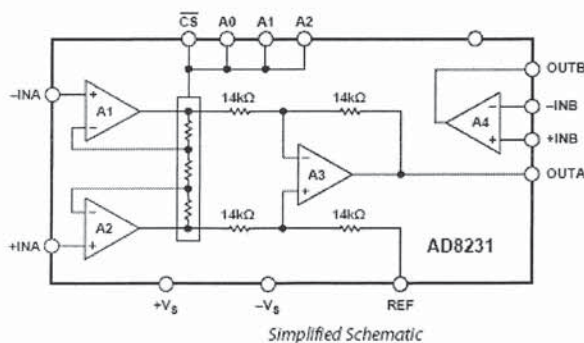 CS A0 A1 A2
OUTB
–INA
A1
14kΩ
14kΩ
A4
–INB
+INB
A3
OUTA
A2
14kΩ
14kΩ
+INA
AD8231
+VS
–VS
REF
Simplified Schematic